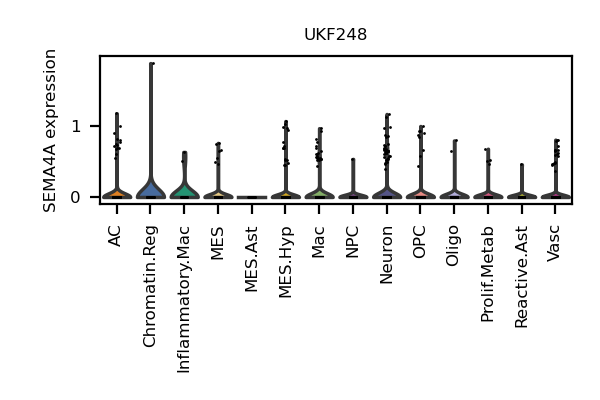 UKF248
SEMA4A expression
1
0
AC
Chromatin.Reg
Inflammatory.Mac
MES
MES.Ast
MES.Hyp
Mac
NPC
Neuron
OPC
Oligo
Prolif.Metab
Reactive.Ast
Vasc